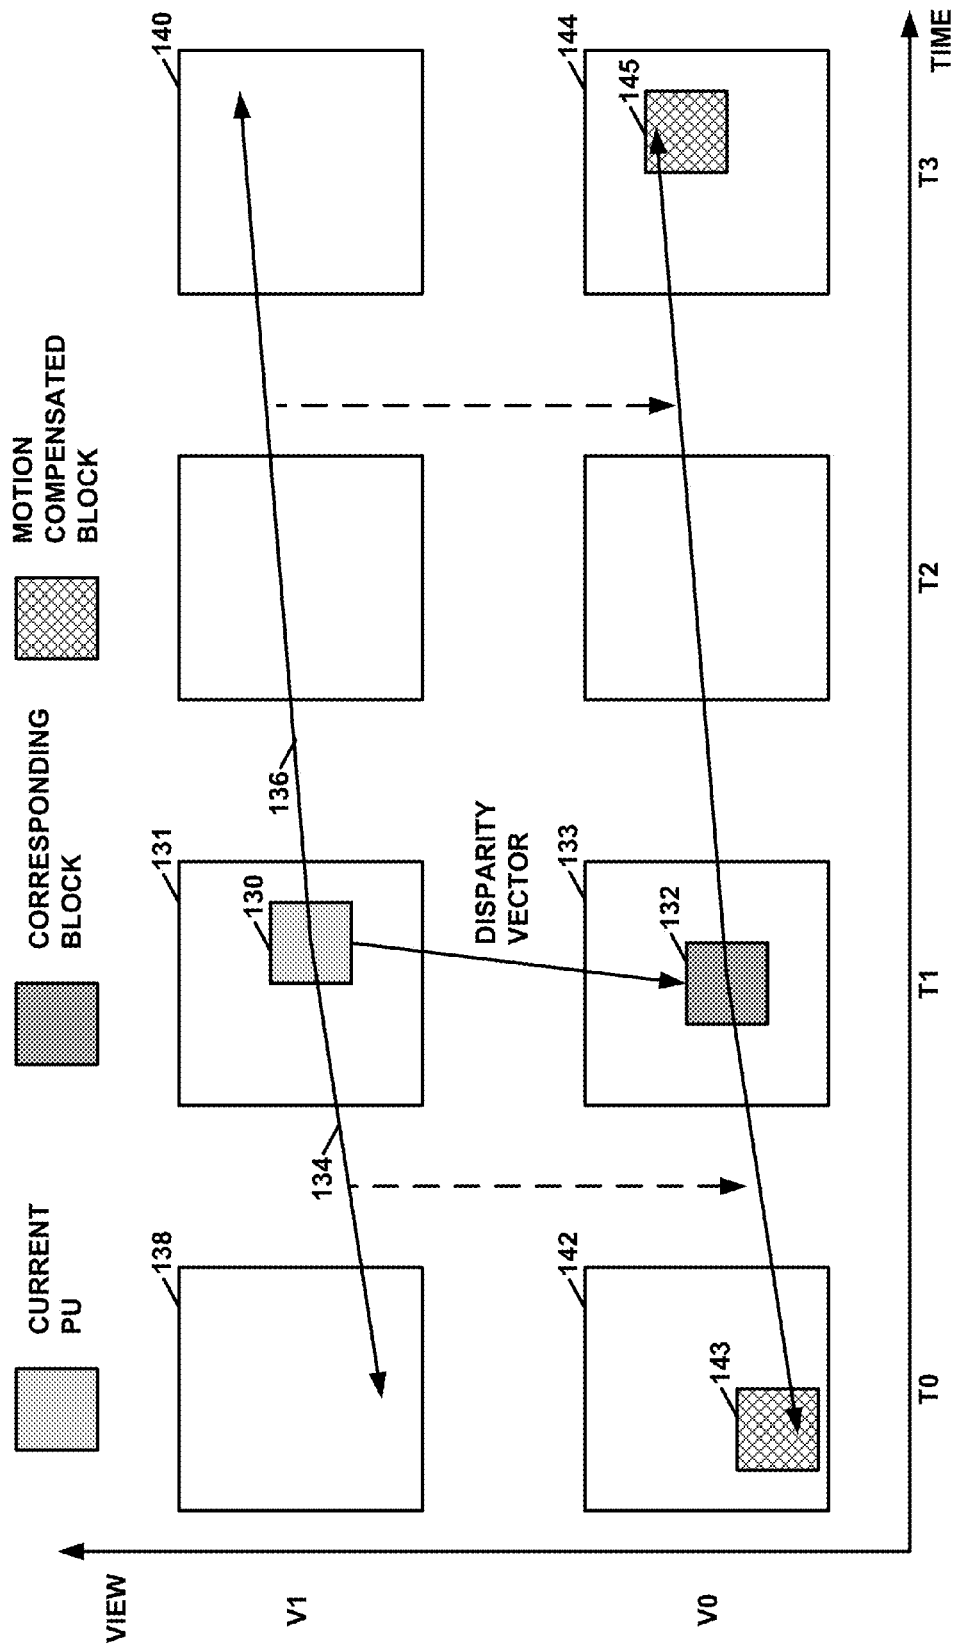 CURRENT
PU
CORRESPONDING
BLOCK
MOTION
COMPENSATED
BLOCK
VIEW
V1
138
134
131
130
136
140
DISPARITY
VECTOR
V0
142
143
133
132
144
145
T0
T1
T2
T3
TIME